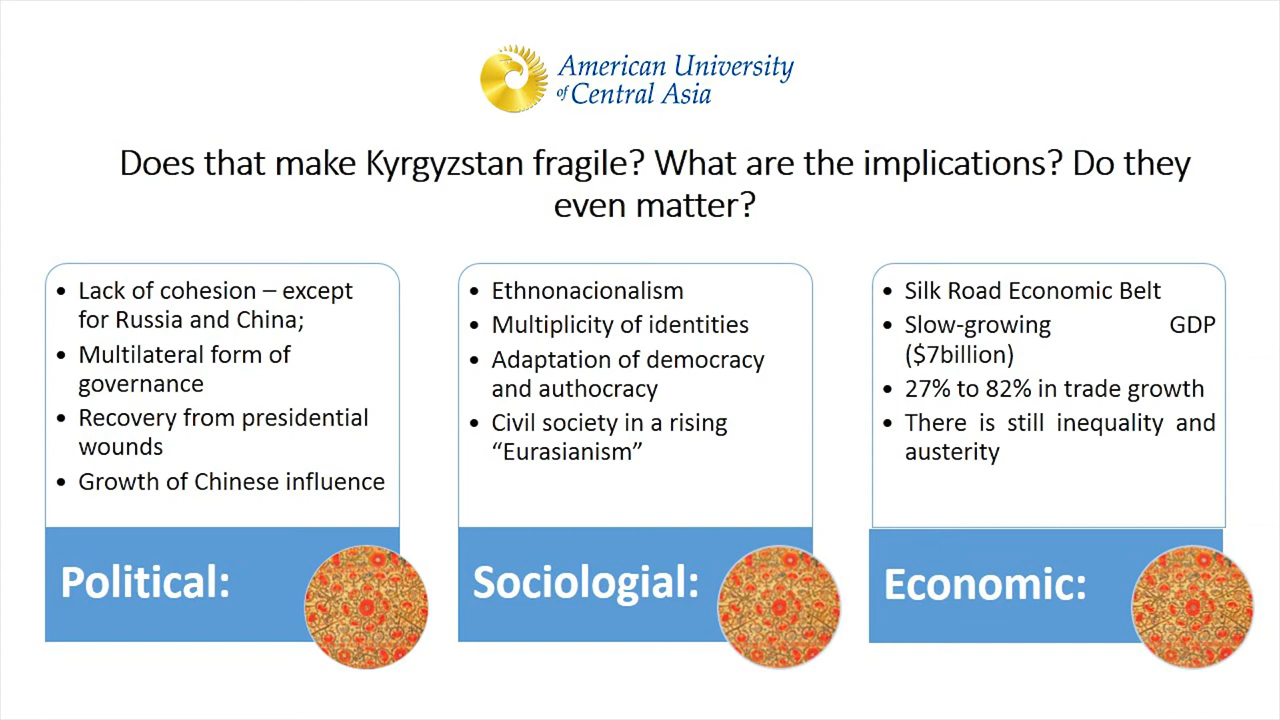 American University
of Central Asia
Does that make Kyrgyzstan fragile? What are the implications? Do they
even matter?
• Lack of cohesion – except
for Russia and China;
• Multilateral form of
governance
• Recovery from presidential
wounds
• Growth of Chinese influence
Political:
• Ethnonacionalism
• Multiplicity of identities
• Adaptation of democracy
and authocracy
• Civil society in a rising
“Eurasianism”
Sociologial:
• Silk Road Economic Belt
• Slow-growing GDP
($7billion)
• 27% to 82% in trade growth
• There is still inequality and
austerity
Economic: